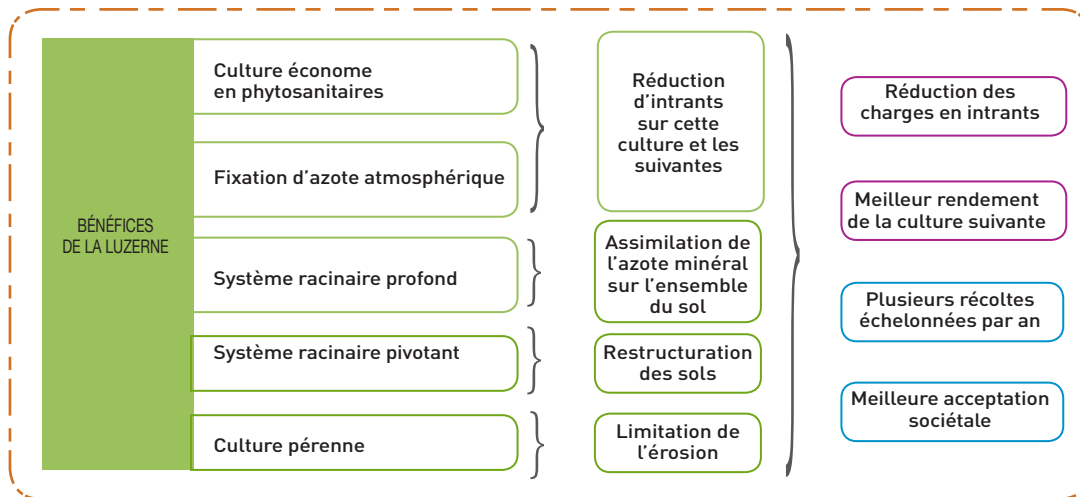 BÉNÉFICES
DE LA LUZERNE
Culture économe
en phytosanitaires
Fixation d’azote atmosphérique
Système racinaire profond
Système racinaire pivotant
Culture pérenne
Réduction
d’intrants
sur cette
culture et les
suivantes
Assimilation de
l’azote minéral
sur l’ensemble
du sol
Restructuration
des sols
Limitation de
l’érosion
Réduction des
charges en intrants
Meilleur rendement
de la culture suivante
Plusieurs récoltes
échelonnées par an
Meilleure acceptation
sociétale